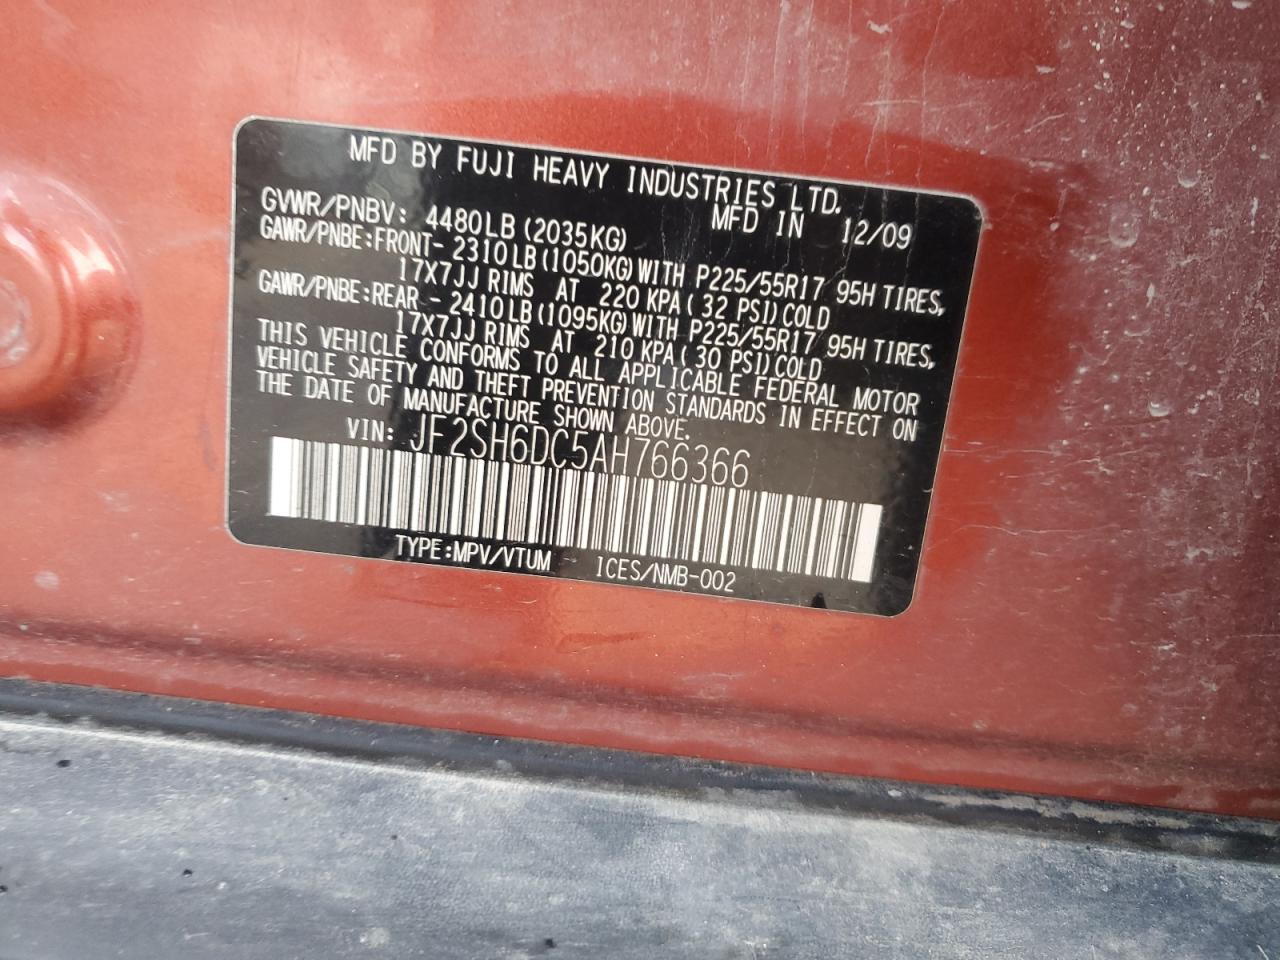 MFD BY FUJI HEAVY INDUSTRIES LTD.
GVWR/PNBV: 4480LB (2035KG) MFD IN 12/09
GAWR/PNBE:FRONT- 2310LB (1050KG) WITH P225/55R17 95H TIRES,
17X7JJ RIMS AT 220 KPA ( 32 PSI) COLD
GAWR/PNBE:REAR - 2410LB (1095KG) WITH P225/55R17 95H TIRES,
17X7JJ RIMS AT 210 KPA ( 30 PSI) COLD
THIS VEHICLE CONFORMS TO ALL APPLICABLE FEDERAL MOTOR
VEHICLE SAFETY AND THEFT PREVENTION STANDARDS IN EFFECT ON
THE DATE OF MANUFACTURE SHOWN ABOVE.
VIN: JF2SH6DC5AH766366
TYPE:MPV/VTUM ICES/NMB-002